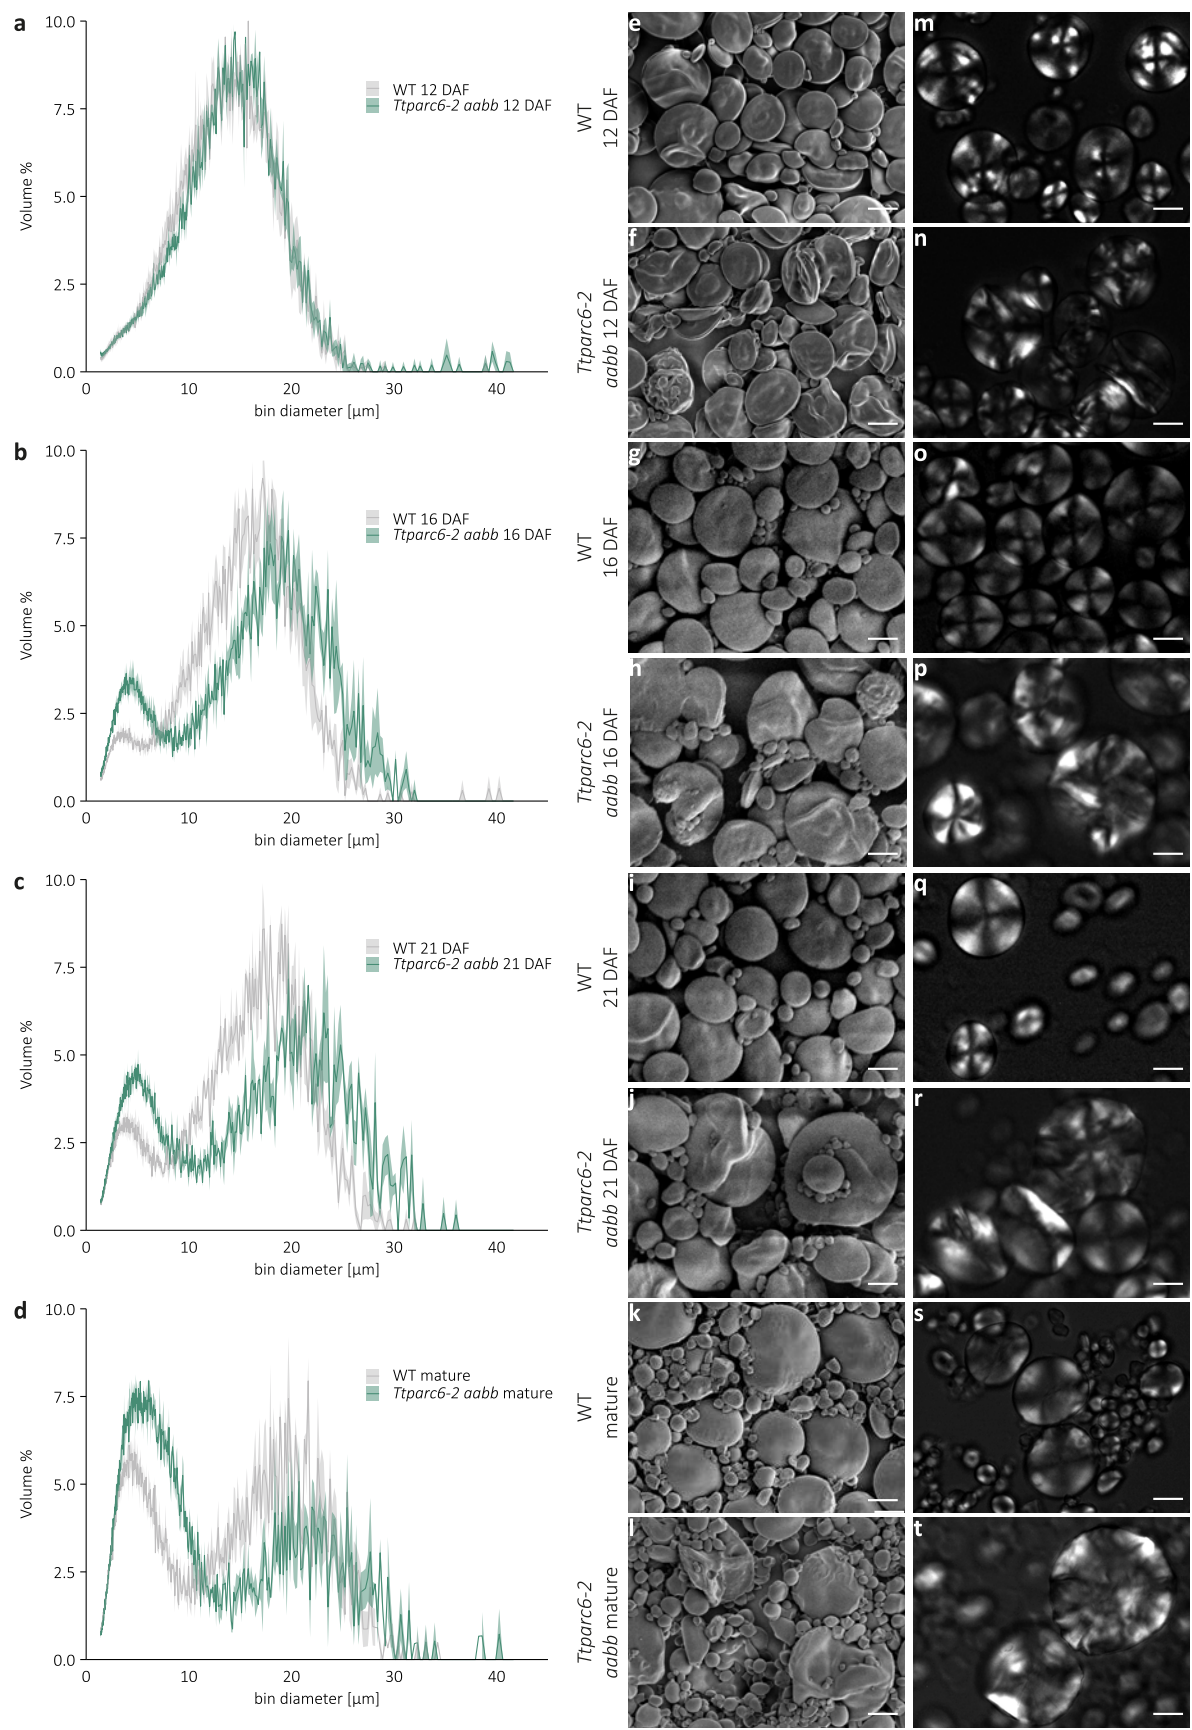 a
10.0
7.5
5.0
2.5
0.0
Volume %
0
10
20
30
40
bin diameter [µm]
WT 12 DAF
Ttparc6-2 aabb 12 DAF
b
10.0
7.5
5.0
2.5
0.0
Volume %
0
10
20
30
40
bin diameter [µm]
WT 16 DAF
Ttparc6-2 aabb 16 DAF
c
10.0
7.5
5.0
2.5
0.0
Volume %
0
10
20
30
40
bin diameter [µm]
WT 21 DAF
Ttparc6-2 aabb 21 DAF
d
10.0
7.5
5.0
2.5
0.0
Volume %
0
10
20
30
40
bin diameter [µm]
WT mature
Ttparc6-2 aabb mature
WT
12 DAF
e
m
Ttparc6-2
aabb 12 DAF
f
n
WT
16 DAF
g
o
Ttparc6-2
aabb 16 DAF
h
p
WT
21 DAF
i
q
Ttparc6-2
aabb 21 DAF
j
r
WT
mature
k
s
Ttparc6-2
aabb mature
l
t